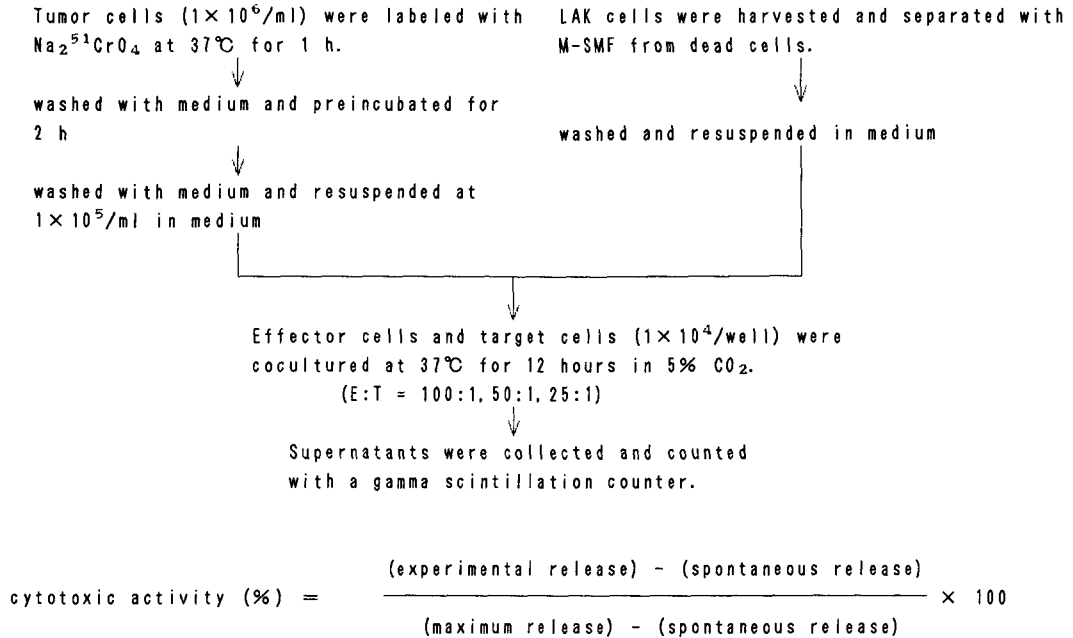 Tumor cells (1×10⁶/ml) were labeled with
Na₂⁵¹CrO₄ at 37℃ for 1 h.
washed with medium and preincubated for
2 h
washed with medium and resuspended at
1×10⁵/ml in medium
LAK cells were harvested and separated with
M-SMF from dead cells.
washed and resuspended in medium
Effector cells and target cells (1×10⁴/well) were
cocultured at 37℃ for 12 hours in 5% CO₂.
(E:T = 100:1, 50:1, 25:1)
Supernatants were collected and counted
with a gamma scintillation counter.
(experimental release) - (spontaneous release)
cytotoxic activity (%) = × 100
(maximum release) - (spontaneous release)